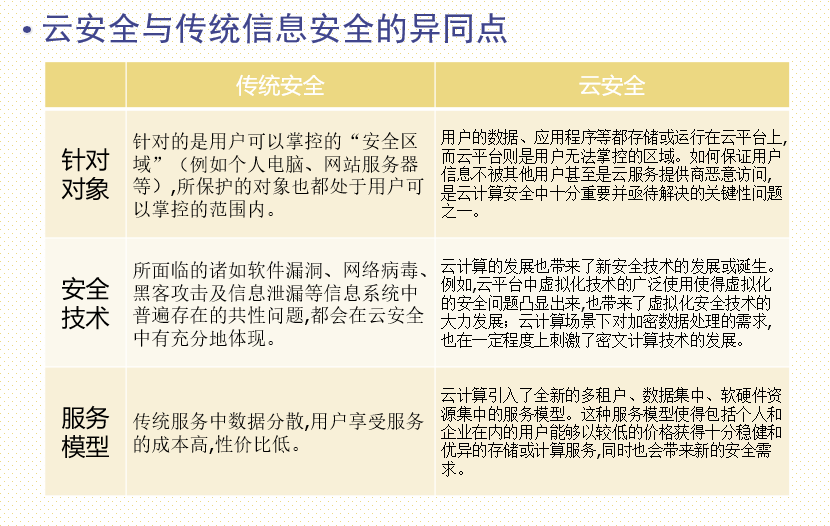 • 云安全与传统信息安全的异同点
传统安全
云安全
针对
对象
针对的是用户可以掌控的“安全区
域”（例如个人电脑、网站服务器
等）,所保护的对象也都处于用户可
以掌控的范围内。
用户的数据、应用程序等都存储或运行在云平台上,
而云平台则是用户无法掌控的区域。如何保证用户
信息不被其他用户甚至是云服务提供商恶意访问,
是云计算安全中十分重要并亟待解决的关键性问题
之一。
安全
技术
所面临的诸如软件漏洞、网络病毒、
黑客攻击及信息泄漏等信息系统中
普遍存在的共性问题,都会在云安全
中有充分地体现。
云计算的发展也带来了新安全技术的发展或诞生。
例如,云平台中虚拟化技术的广泛使用使得虚拟化
的安全问题凸显出来,也带来了虚拟化安全技术的
大力发展；云计算场景下对加密数据处理的需求,
也在一定程度上刺激了密文计算技术的发展。
服务
模型
传统服务中数据分散,用户享受服务
的成本高,性价比低。
云计算引入了全新的多租户、数据集中、软硬件资
源集中的服务模型。这种服务模型使得包括个人和
企业在内的用户能够以较低的价格获得十分稳健和
优异的存储或计算服务,同时也会带来新的安全需
求。